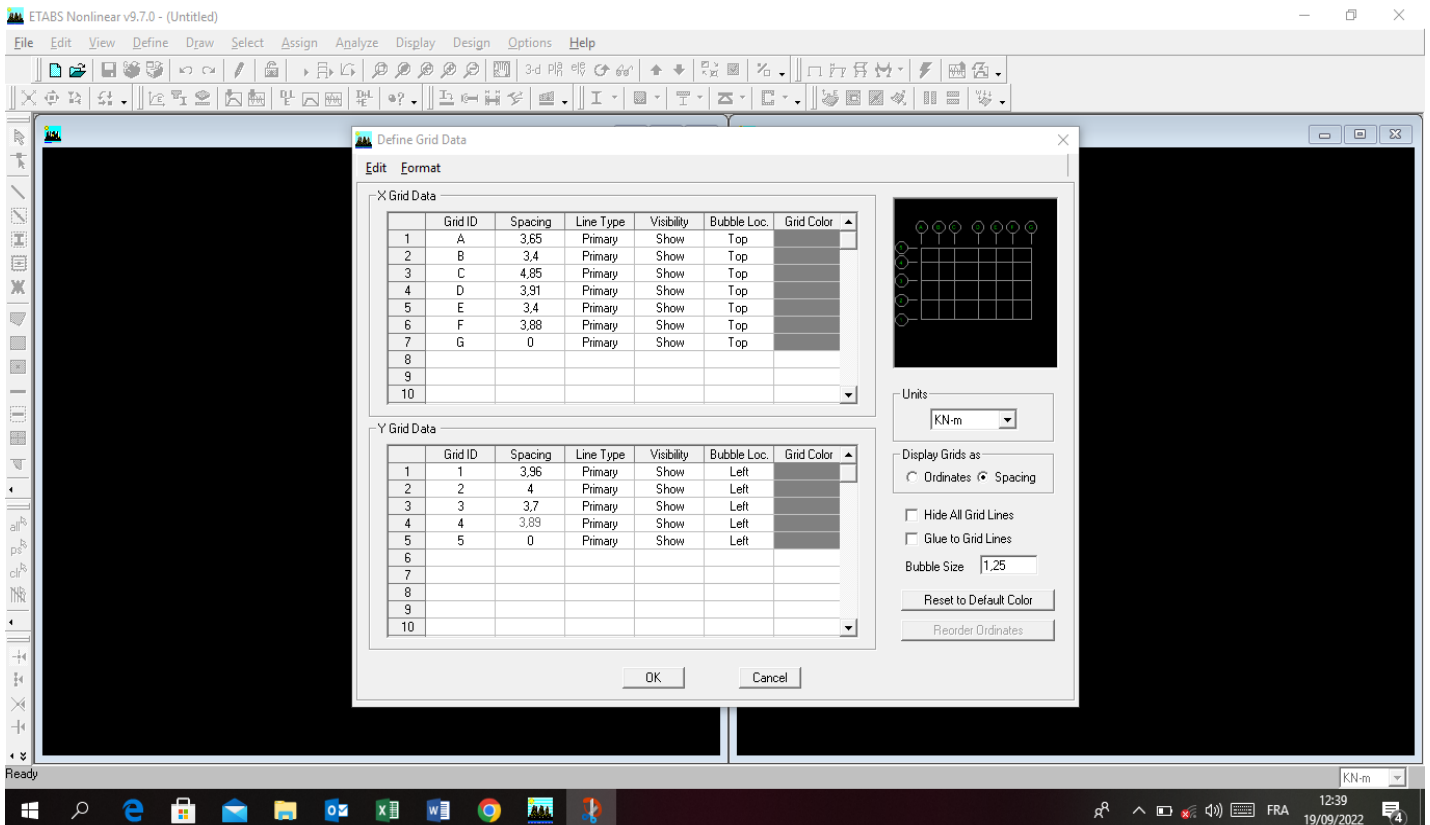 ETABS Nonlinear v9.7.0 - (Untitled)
File Edit View Define Draw Select Assign Analyze Display Design Options Help
3-d
Define Grid Data
Edit Format
X Grid Data
Grid ID Spacing Line Type Visibility Bubble Loc. Grid Color
1 A 3,65 Primary Show Top
2 B 3,4 Primary Show Top
3 C 4,85 Primary Show Top
4 D 3,91 Primary Show Top
5 E 3,4 Primary Show Top
6 F 3,88 Primary Show Top
7 G 0 Primary Show Top
8
9
10
Units
KN-m
Y Grid Data
Grid ID Spacing Line Type Visibility Bubble Loc. Grid Color
1 1 3,96 Primary Show Left
2 2 4 Primary Show Left
3 3 3,7 Primary Show Left
4 4 3,89 Primary Show Left
5 5 0 Primary Show Left
6
7
8
9
10
Display Grids as
Ordinates Spacing
Hide All Grid Lines
Glue to Grid Lines
Bubble Size 1,25
Reset to Default Color
Reorder Ordinates
OK Cancel
all
ps
clr
Ready
KN-m
FRA
12:39
19/09/2022
4